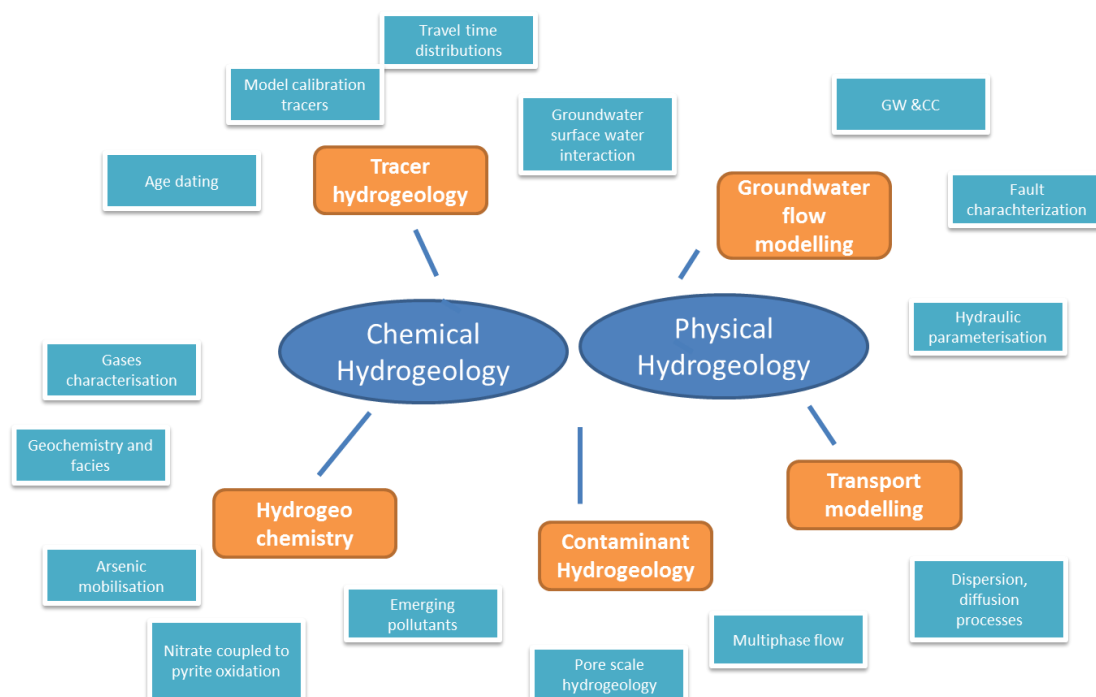 Travel time
distributions
Model calibration
tracers
GW &CC
Groundwater
surface water
interaction
Age dating
Tracer
hydrogeology
Groundwater
flow
modelling
Fault
charachterization
Chemical
Hydrogeology
Physical
Hydrogeology
Hydraulic
parameterisation
Gases
characterisation
Geochemistry and
facies
Hydrogeo
chemistry
Contaminant
Hydrogeology
Transport
modelling
Arsenic
mobilisation
Emerging
pollutants
Dispersion,
diffusion
processes
Nitrate coupled to
pyrite oxidation
Pore scale
hydrogeology
Multiphase flow